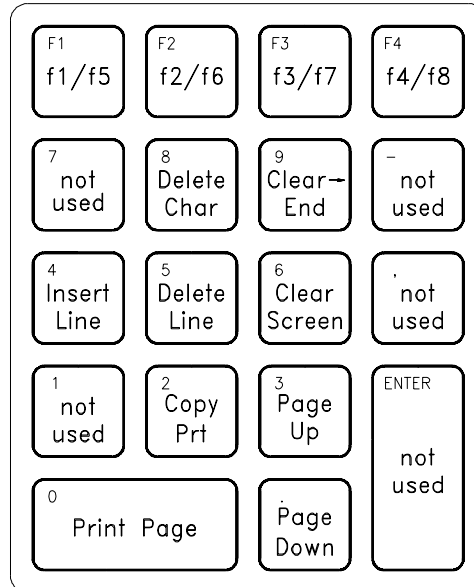 F1 F2 F3 F4
f1/f5 f2/f6 f3/f7 f4/f8
7 8 9 -
not Delete Clear→ not
used Char End used
4 5 6 ,
Insert Delete Clear not
Line Line Screen used
1 2 3 ENTER
not Copy Page
used Prt Up
not
used
0 .
Print Page Page
Down